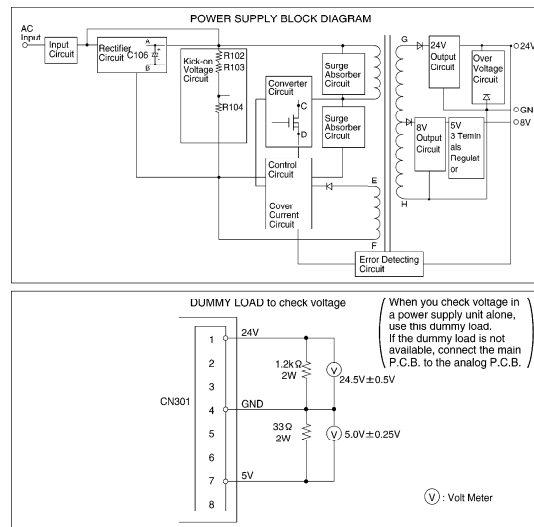 POWER SUPPLY BLOCK DIAGRAM
AC
Input
Input
Circuit
Rectifier
Circuit
C106
A
B
+
-
Kick-on
Voltage
Circuit
R102
R103
R104
Converter
Circuit
C
D
Surge
Absorber
Circuit
Surge
Absorber
Circuit
Control
Circuit
Cover
Current
Circuit
E
F
G
H
24V
Output
Circuit
Over
Voltage
Circuit
24V
GN
8V
8V
Output
Circuit
5V
3 Temin
als
Regulat
or
Error Detecting
Circuit
DUMMY LOAD to check voltage
When you check voltage in
a power supply unit alone,
use this dummy load.
If the dummy load is not
available, connect the main
P.C.B. to the analog P.C.B.
CN301
1
2
3
4
5
6
7
8
24V
GND
5V
1.2kΩ
2W
33Ω
2W
V
24.5V±0.5V
V
5.0V±0.25V
V : Volt Meter